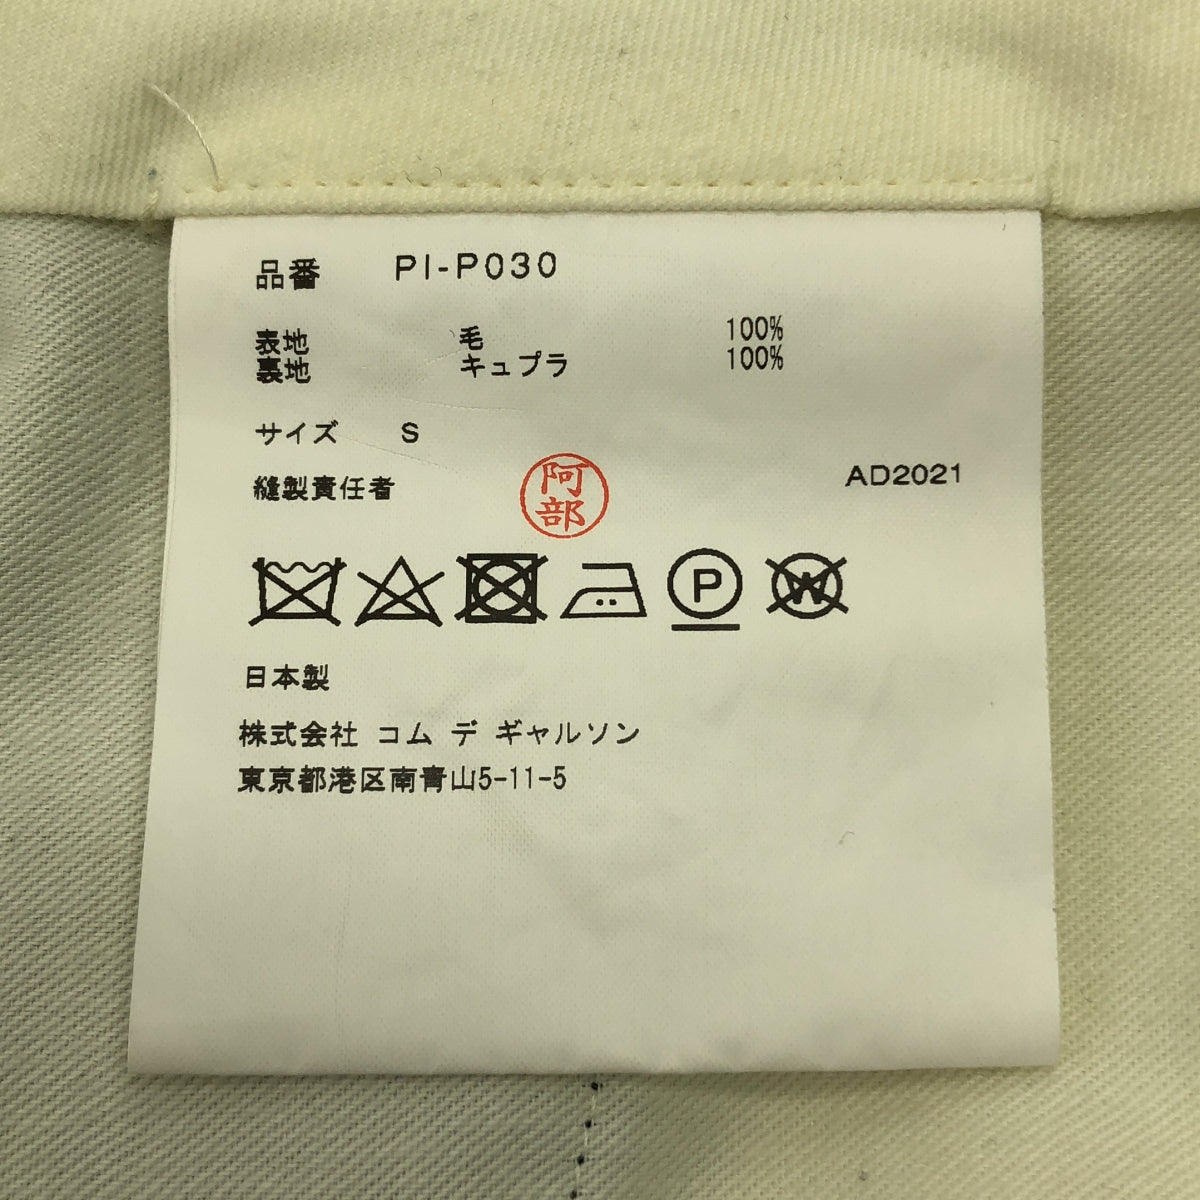 品番 PI-P030
表地 毛 100%
裏地 キュプラ 100%
サイズ S
縫製責任者 阿部 AD2021
P W
日本製
株式会社 コム デ ギャルソン
東京都港区南青山5-11-5